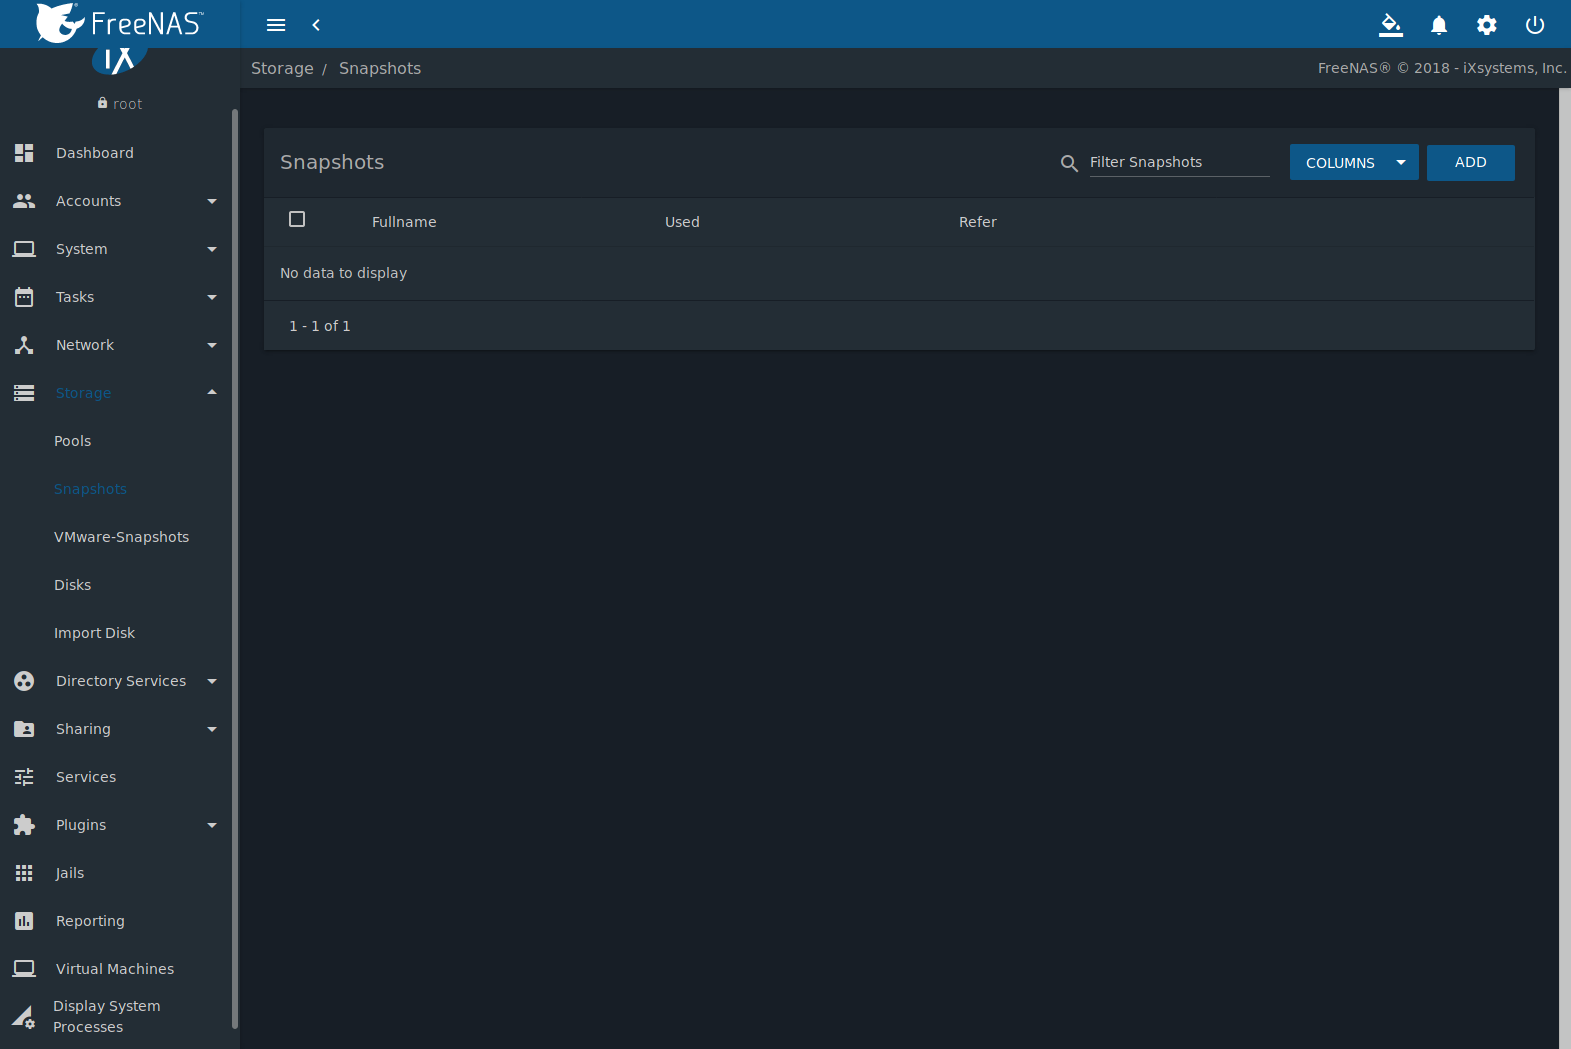 FreeNAS™
Storage / Snapshots
FreeNAS® © 2018 - iXsystems, Inc.
iX
root
Dashboard
Accounts
System
Tasks
Network
Storage
Pools
Snapshots
VMware-Snapshots
Disks
Import Disk
Directory Services
Sharing
Services
Plugins
Jails
Reporting
Virtual Machines
Display System
Processes
Snapshots
Filter Snapshots
COLUMNS
ADD
Fullname Used Refer
No data to display
1 - 1 of 1